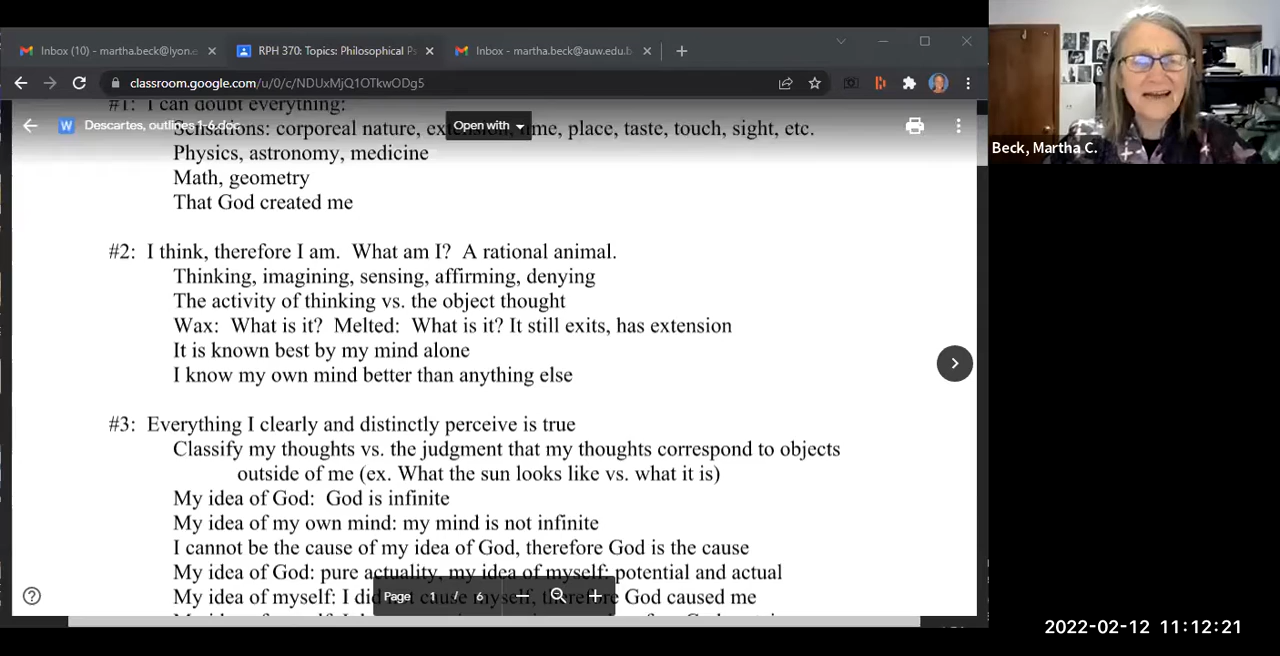 Inbox (10) - martha.beck@lyon.e
RPH 370: Topics: Philosophical Ps
Inbox - martha.beck@auw.edu.b
classroom.google.com/u/0/c/NDUxMjQ1OTkwODg5
Beck, Martha C.
#1: I can doubt everything:
Descartes, outlines 1-6.doc
Open with
Sensations: corporeal nature, extension, time, place, taste, touch, sight, etc.
Physics, astronomy, medicine
Math, geometry
That God created me
#2: I think, therefore I am. What am I? A rational animal.
Thinking, imagining, sensing, affirming, denying
The activity of thinking vs. the object thought
Wax: What is it? Melted: What is it? It still exits, has extension
It is known best by my mind alone
I know my own mind better than anything else
#3: Everything I clearly and distinctly perceive is true
Classify my thoughts vs. the judgment that my thoughts correspond to objects
outside of me (ex. What the sun looks like vs. what it is)
My idea of God: God is infinite
My idea of my own mind: my mind is not infinite
I cannot be the cause of my idea of God, therefore God is the cause
My idea of God: pure actuality, my idea of myself: potential and actual
My idea of myself: I did not cause myself, therefore God caused me
Page 1 / 6
2022-02-12 11:12:21